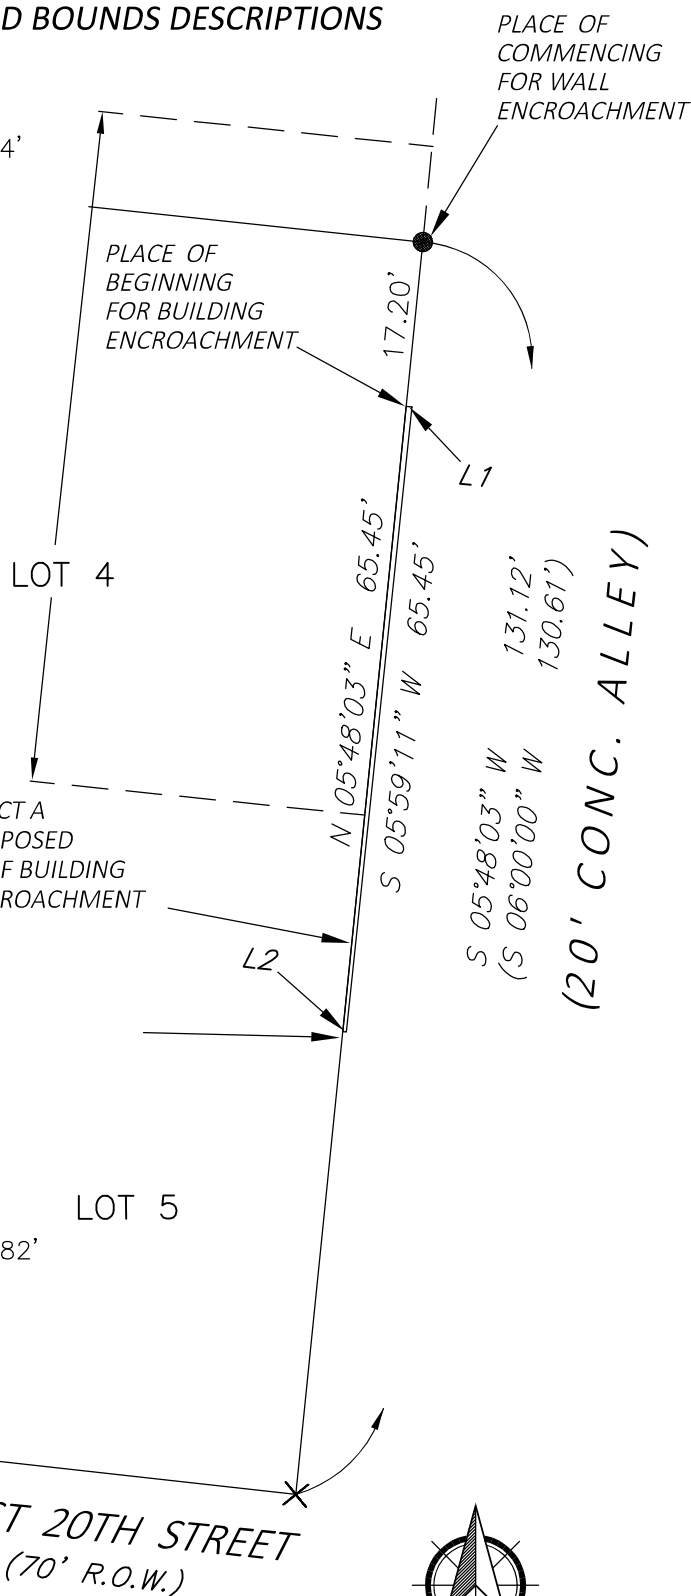 D BOUNDS DESCRIPTIONS
PLACE OF
COMMENCING
FOR WALL
ENCROACHMENT
4'
PLACE OF
BEGINNING
FOR BUILDING
ENCROACHMENT
17.20'
L1
LOT 4
N 05°48'03" E 65.45'
S 05°59'11" W 65.45'
S 05°48'03" W 131.12'
(S 06°00'00" W 130.61')
(20' CONC. ALLEY)
CT A
POSED
F BUILDING
ROACHMENT
L2
LOT 5
82'
ST 20TH STREET
(70' R.O.W.)